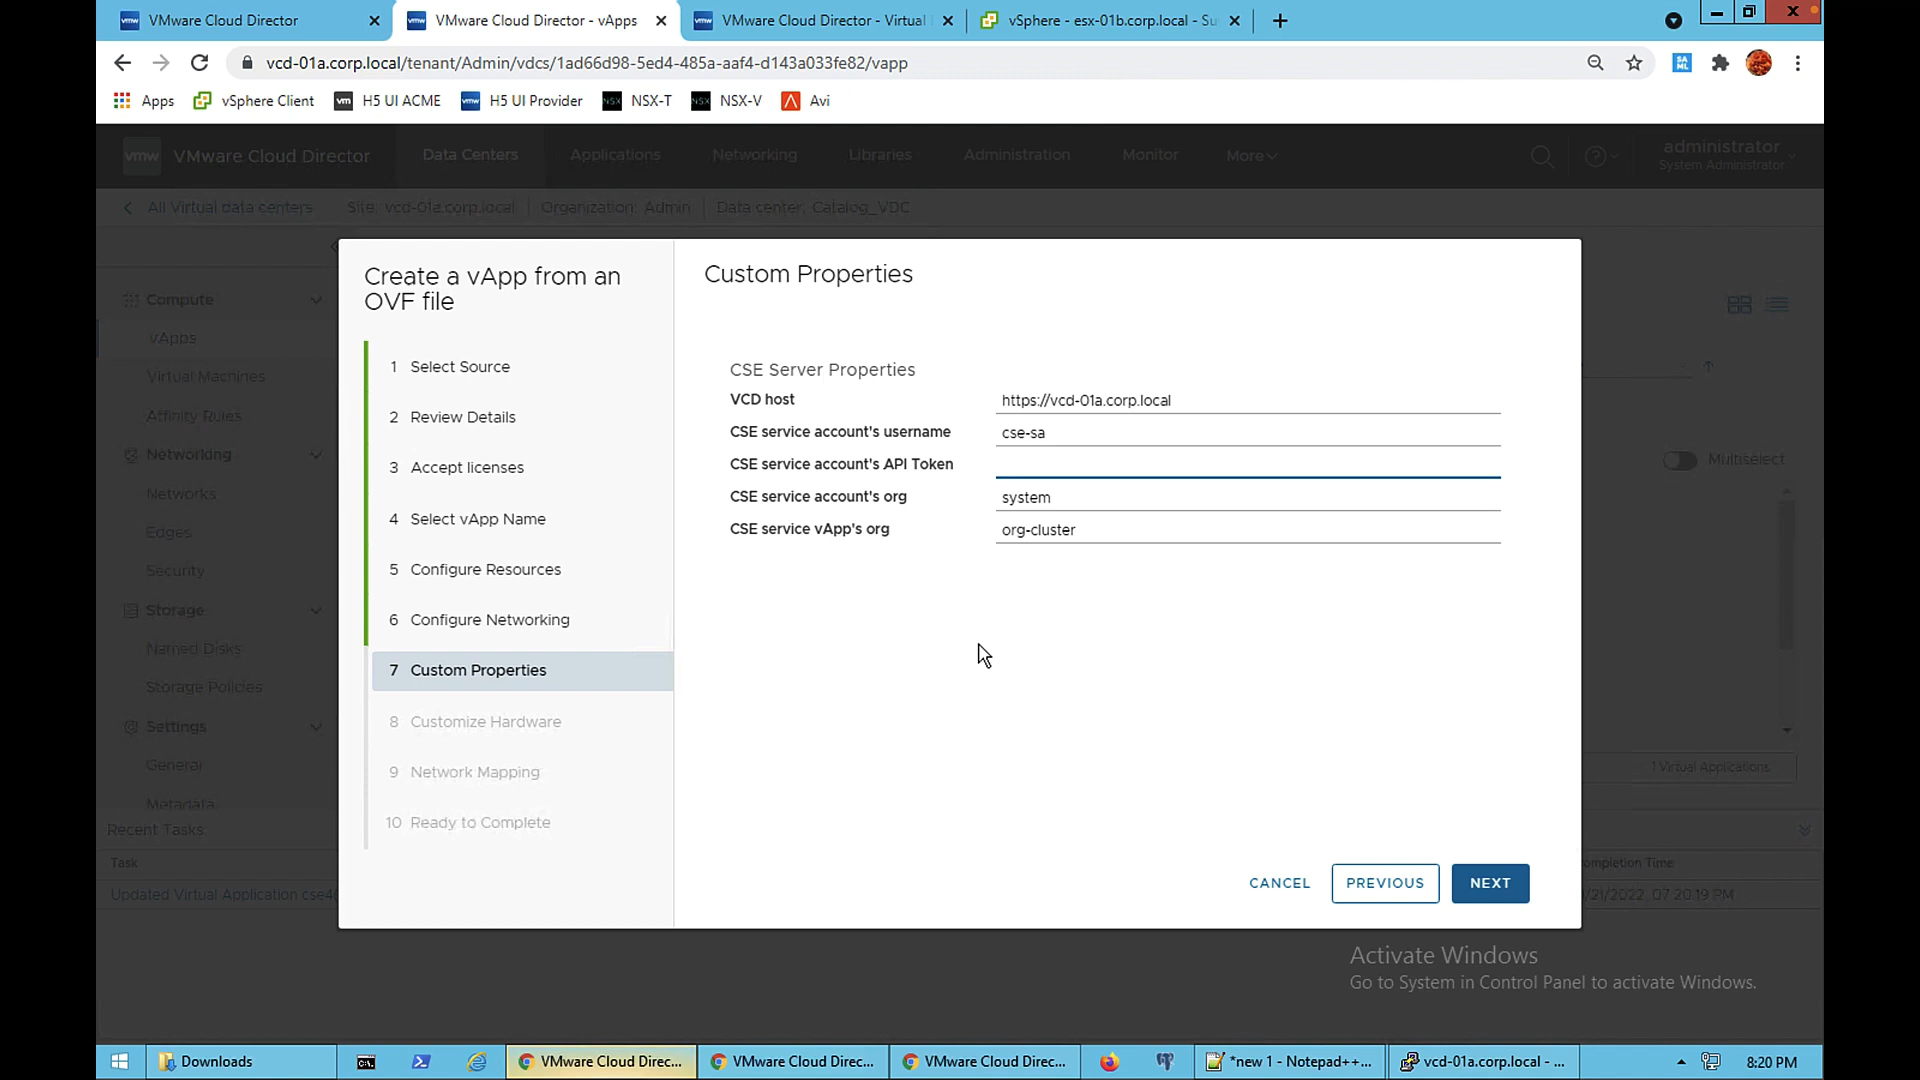 VMware Cloud Director
VMware Cloud Director - vApps
VMware Cloud Director - Virtual
vSphere - esx-01b.corp.local - Su
vcd-01a.corp.local/tenant/Admin/vdcs/1ad66d98-5ed4-485a-aaf4-d143a033fe82/vapp
SA
ML
Apps
vSphere Client
vm
H5 UI ACME
vmw
H5 UI Provider
NSX
NSX-T
NSX
NSX-V
Avi
vmw
VMware Cloud Director
Data Centers
Applications
Networking
Libraries
Administration
Monitor
More
administrator
System Administrator
All Virtual data centers
Site: vcd-01a.corp.local
Organization: Admin
Data center: Catalog_VDC
Compute
vApps
Virtual Machines
Affinity Rules
Networking
Networks
Edges
Security
Storage
Named Disks
Storage Policies
Settings
General
Metadata
Multiselect
1 Virtual Applications
Create a vApp from an
OVF file
1 Select Source
2 Review Details
3 Accept licenses
4 Select vApp Name
5 Configure Resources
6 Configure Networking
7 Custom Properties
8 Customize Hardware
9 Network Mapping
10 Ready to Complete
Custom Properties
CSE Server Properties
VCD host https://vcd-01a.corp.local
CSE service account's username cse-sa
CSE service account's API Token
CSE service account's org system
CSE service vApp's org org-cluster
CANCEL
PREVIOUS
NEXT
Recent Tasks
Task
ompletion Time
Updated Virtual Application cse4
/21/2022, 07:20:19 PM
Activate Windows
Go to System in Control Panel to activate Windows.
Downloads
VMware Cloud Direc...
VMware Cloud Direc...
VMware Cloud Direc...
*new 1 - Notepad++...
vcd-01a.corp.local - ...
8:20 PM